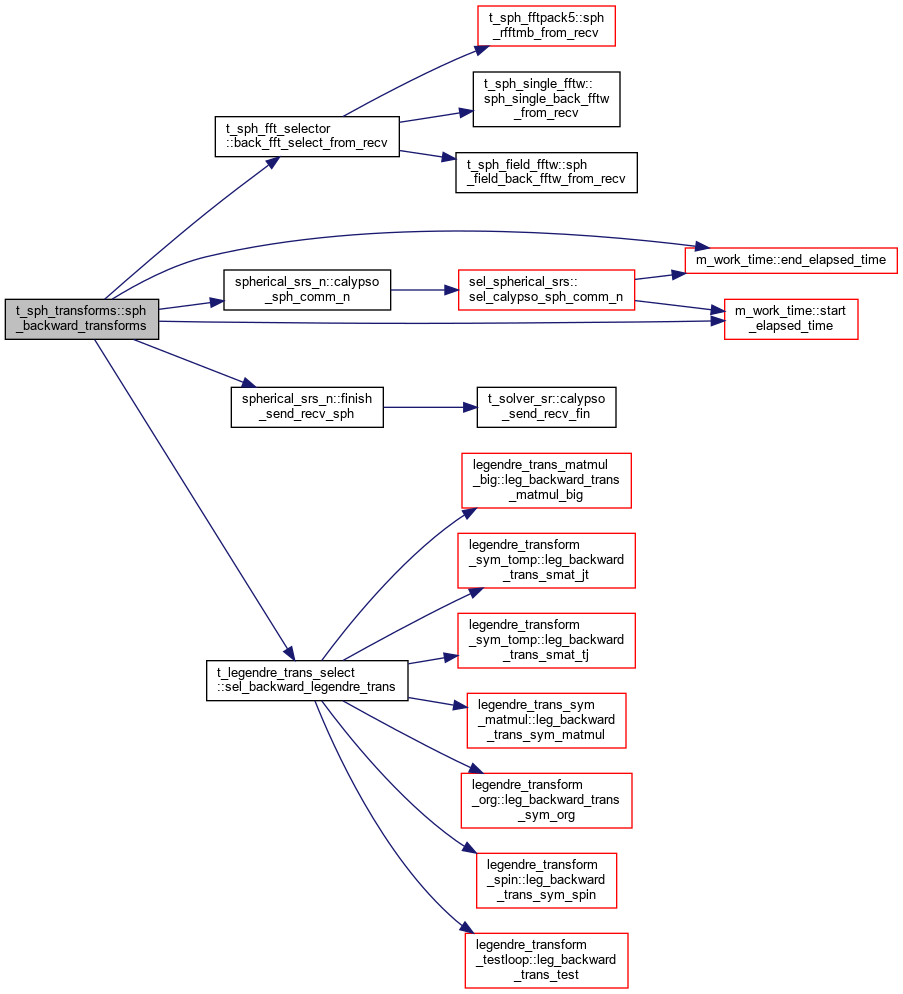 t_sph_fftpack5::sph
_rfftmb_from_recv
t_sph_single_fftw::
sph_single_back_fftw
_from_recv
t_sph_fft_selector
::back_fft_select_from_recv
t_sph_field_fftw::sph
_field_back_fftw_from_recv
m_work_time::end_elapsed_time
spherical_srs_n::calypso
_sph_comm_n
sel_spherical_srs::
sel_calypso_sph_comm_n
t_sph_transforms::sph
_backward_transforms
m_work_time::start
_elapsed_time
spherical_srs_n::finish
_send_recv_sph
t_solver_sr::calypso
_send_recv_fin
legendre_trans_matmul
_big::leg_backward_trans
_matmul_big
legendre_transform
_sym_tomp::leg_backward
_trans_smat_jt
legendre_transform
_sym_tomp::leg_backward
_trans_smat_tj
t_legendre_trans_select
::sel_backward_legendre_trans
legendre_trans_sym
_matmul::leg_backward
_trans_sym_matmul
legendre_transform
_org::leg_backward_trans
_sym_org
legendre_transform
_spin::leg_backward
_trans_sym_spin
legendre_transform
_testloop::leg_backward
_trans_test